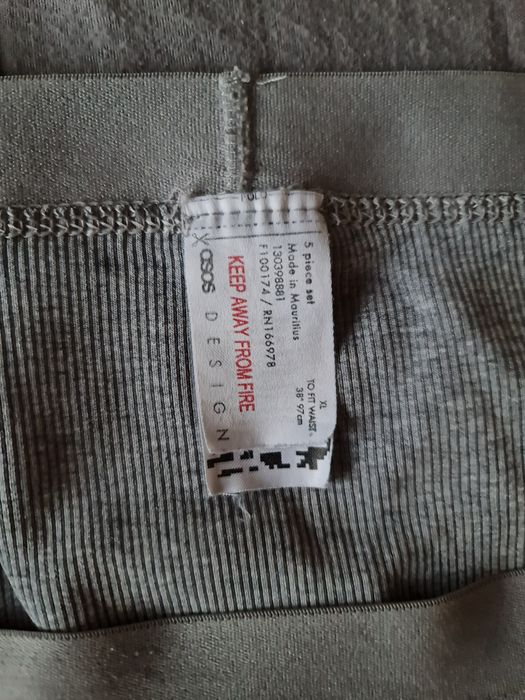 ASOS DESIGN
KEEP AWAY FROM FIRE
5 piece set
Made in Mauritius
130398881
F100174 / RN166978
XL
TO FIT WAIST
38" 97cm